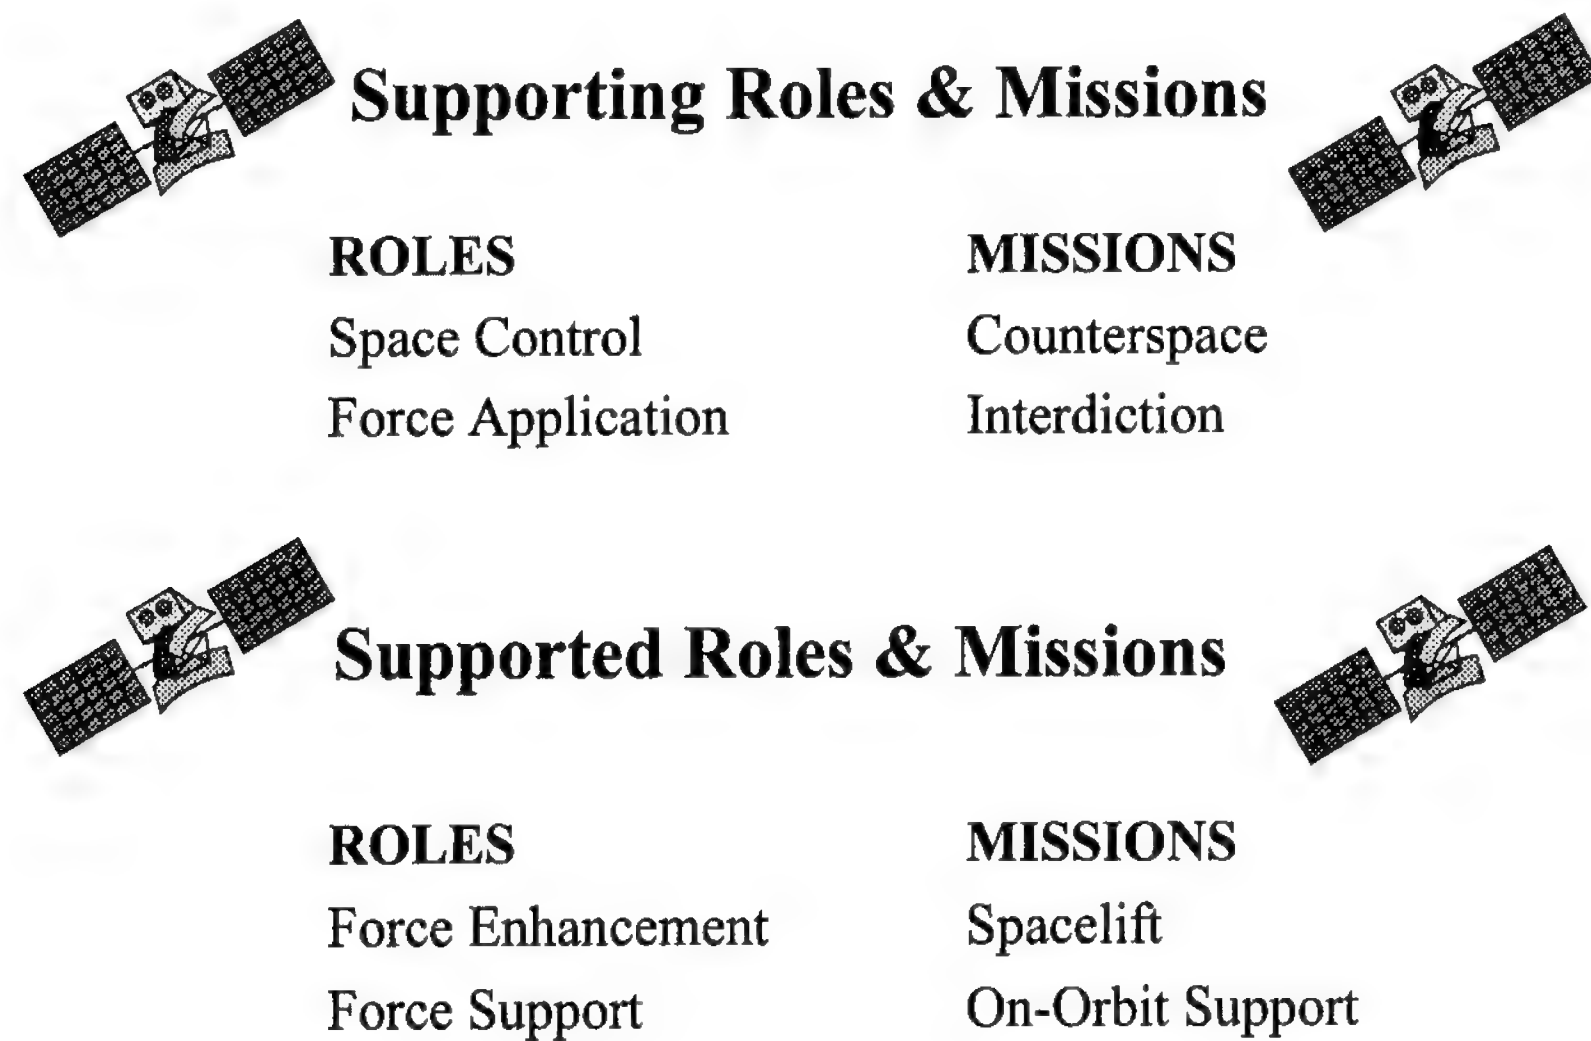 Supporting Roles & Missions
ROLES MISSIONS
Space Control Counterspace
Force Application Interdiction
Supported Roles & Missions
ROLES MISSIONS
Force Enhancement Spacelift
Force Support On-Orbit Support